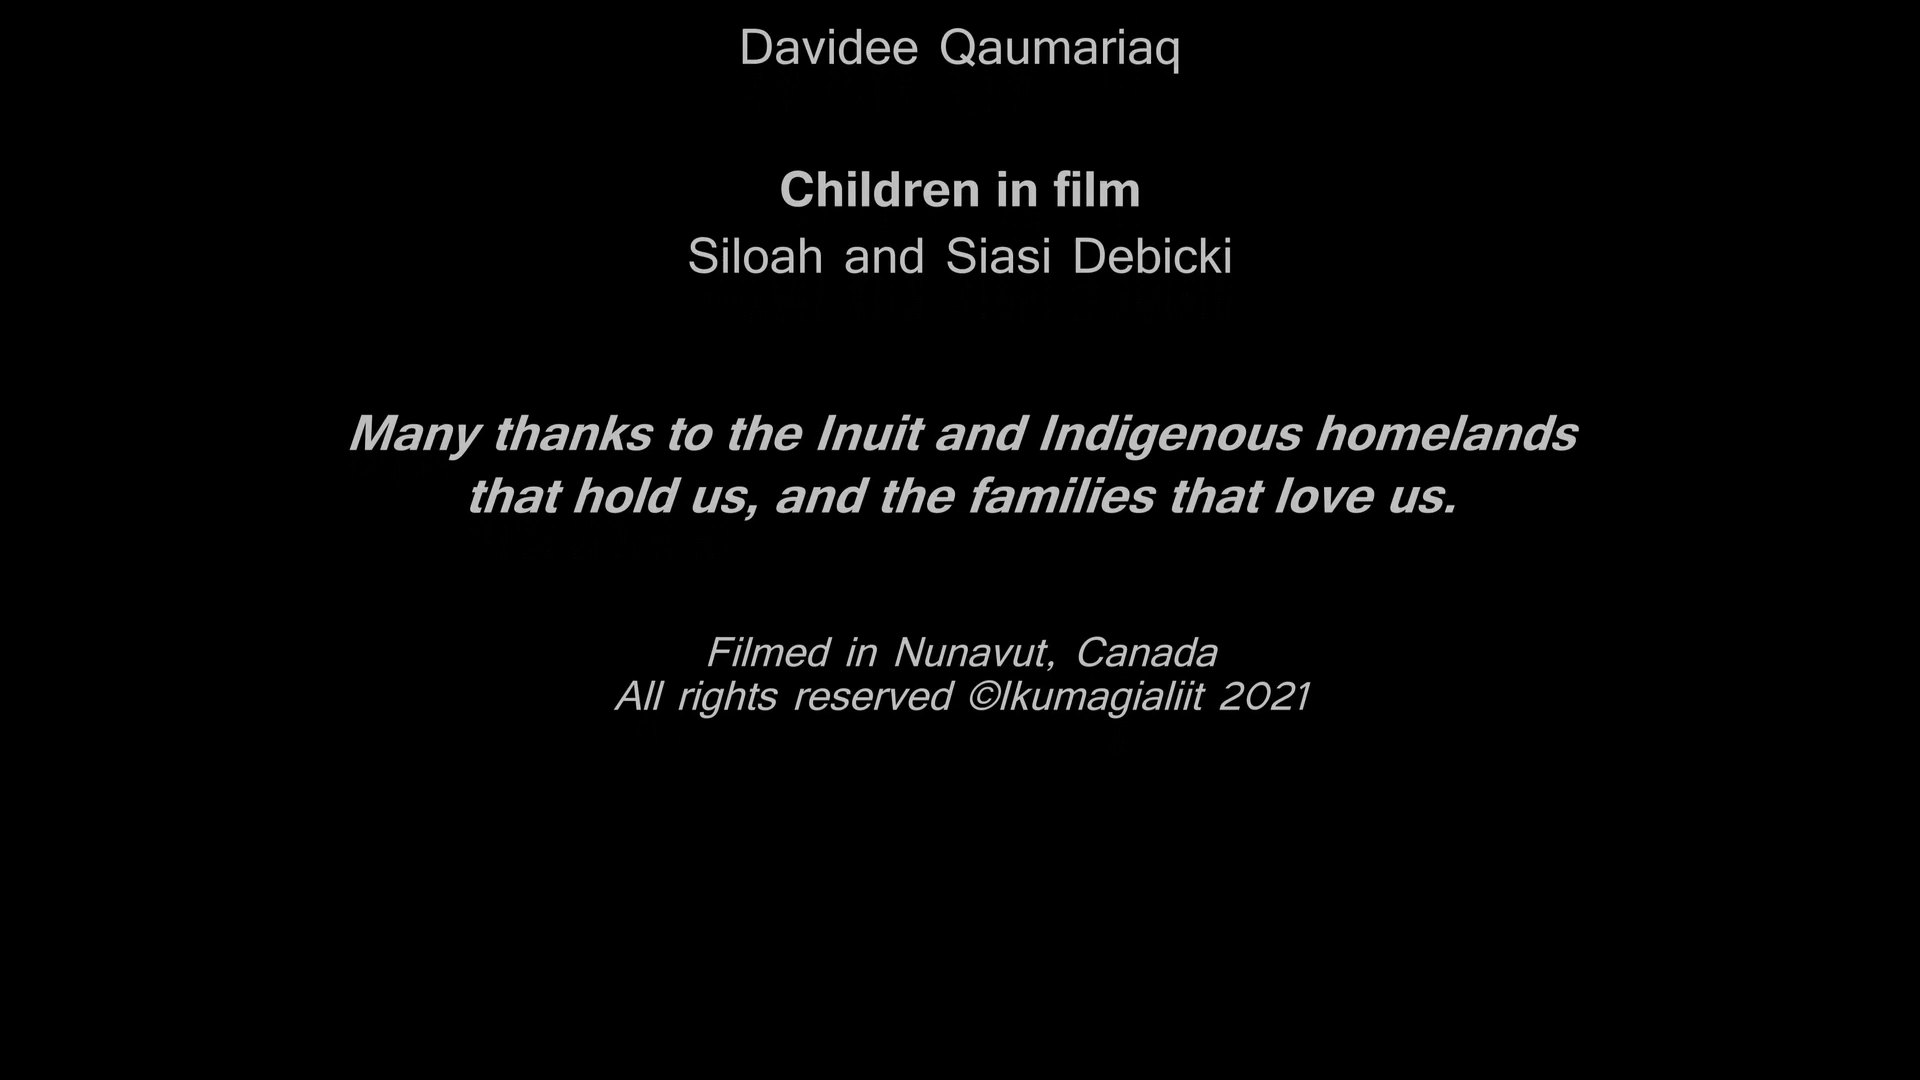 Davidee Qaumariaq
Children in film
Siloah and Siasi Debicki
Many thanks to the Inuit and Indigenous homelands
that hold us, and the families that love us.
Filmed in Nunavut, Canada
All rights reserved ©Ikumagialiit 2021